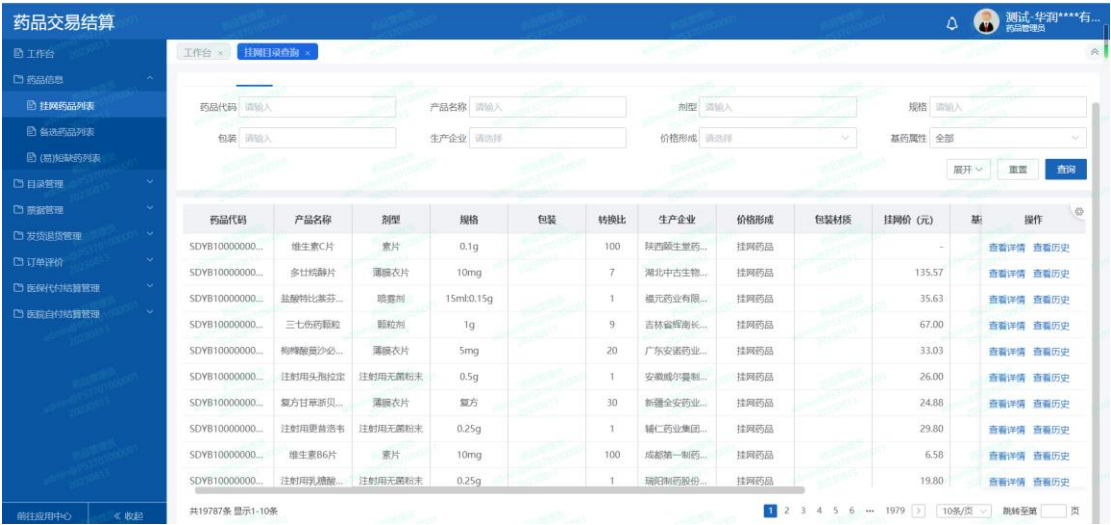 药品交易结算
测试-华润****有...
药品管理员
工作台
药品信息
挂网药品列表
备选药品列表
(易)短缺药列表
目录管理
票据管理
发货退货管理
订单评价
医保代付结算管理
医院自付结算管理
前往应用中心 收起
工作台 × 挂网目录查询 ×
药品代码 请输入 产品名称 请输入 剂型 请输入 规格 请输入
包装 请输入 生产企业 请选择 价格形成 请选择 基药属性 全部
展开 重置 查询
药品代码 产品名称 剂型 规格 包装 转换比 生产企业 价格形成 包装材质 挂网价 (元) 操作
SDYB10000000... 维生素C片 素片 0.1g 100 陕西颐生堂药... 挂网药品 - 查看详情 查看历史
SDYB10000000... 多廿烷醇片 薄膜衣片 10mg 7 湖北中古生物... 挂网药品 135.57 查看详情 查看历史
SDYB10000000... 盐酸特比萘芬... 喷雾剂 15ml:0.15g 1 福元药业有限... 挂网药品 35.63 查看详情 查看历史
SDYB10000000... 三七伤药颗粒 颗粒剂 1g 9 吉林省辉南长... 挂网药品 67.00 查看详情 查看历史
SDYB10000000... 枸橼酸莫沙必... 薄膜衣片 5mg 20 广东安诺药业... 挂网药品 33.03 查看详情 查看历史
SDYB10000000... 注射用头孢拉定 注射用无菌粉末 0.5g 1 安徽威尔曼制... 挂网药品 26.00 查看详情 查看历史
SDYB10000000... 复方甘草浙贝... 薄膜衣片 复方 30 新疆全安药业... 挂网药品 24.88 查看详情 查看历史
SDYB10000000... 注射用更昔洛韦 注射用无菌粉末 0.25g 1 辅仁药业集团... 挂网药品 29.80 查看详情 查看历史
SDYB10000000... 维生素B6片 素片 10mg 100 成都第一制药... 挂网药品 6.58 查看详情 查看历史
SDYB10000000... 注射用乳糖酸... 注射用无菌粉末 0.25g 1 瑞阳制药股份... 挂网药品 19.80 查看详情 查看历史
共19787条 显示1-10条 1 2 3 4 5 6 ... 1979 10条/页 跳转至第 页